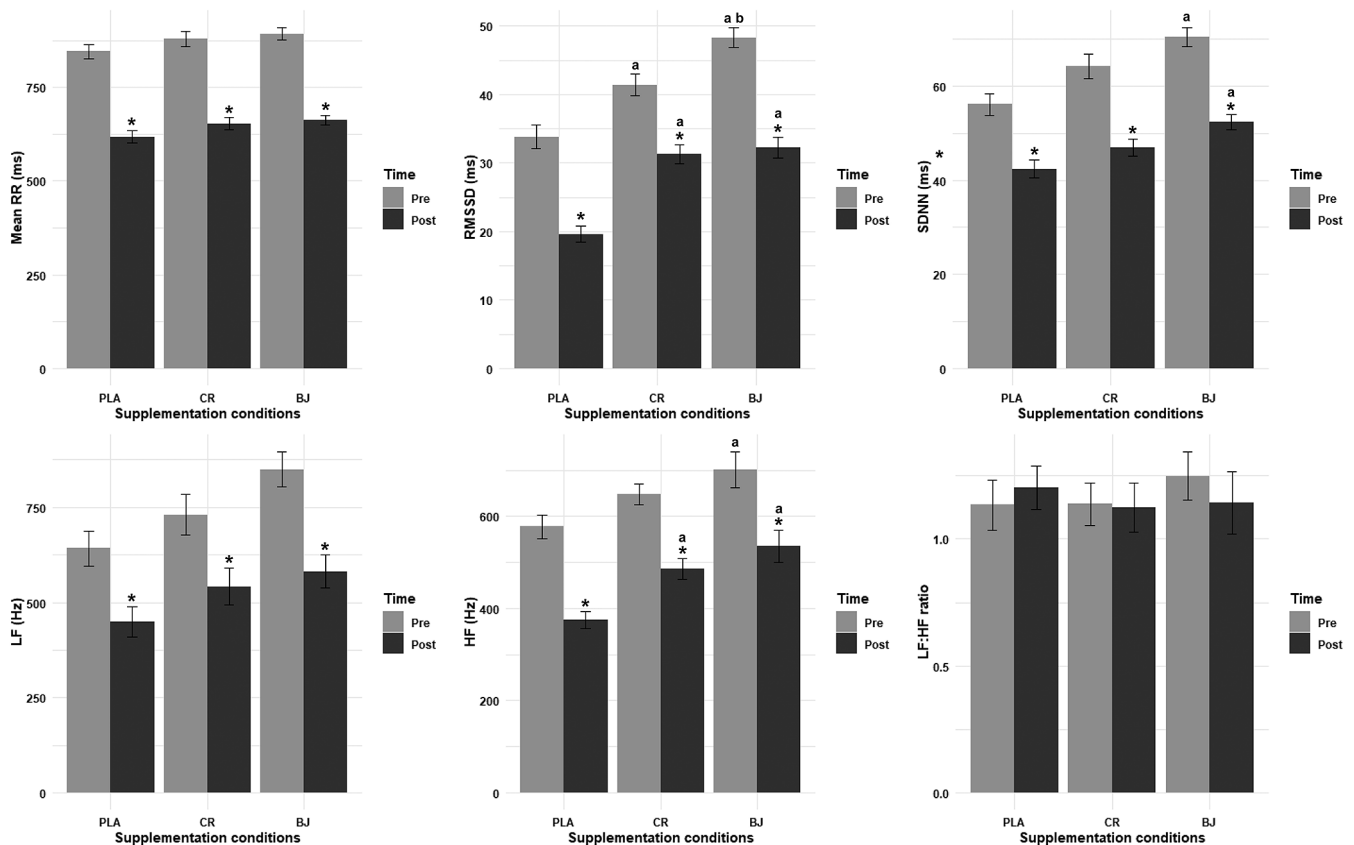 Mean RR (ms)
750
500
250
0
*
*
*
PLA
CR
BJ
Supplementation conditions
Time
Pre
Post
RMSSD (ms)
50
40
30
20
10
0
*
a
a
*
a b
a
*
PLA
CR
BJ
Supplementation conditions
Time
Pre
Post
SDNN (ms)
*
60
40
20
0
*
*
a
a
*
PLA
CR
BJ
Supplementation conditions
Time
Pre
Post
LF (Hz)
750
500
250
0
*
*
*
PLA
CR
BJ
Supplementation conditions
Time
Pre
Post
HF (Hz)
600
400
200
0
*
a
*
a
a
*
PLA
CR
BJ
Supplementation conditions
Time
Pre
Post
LF:HF ratio
1.0
0.5
0.0
PLA
CR
BJ
Supplementation conditions
Time
Pre
Post